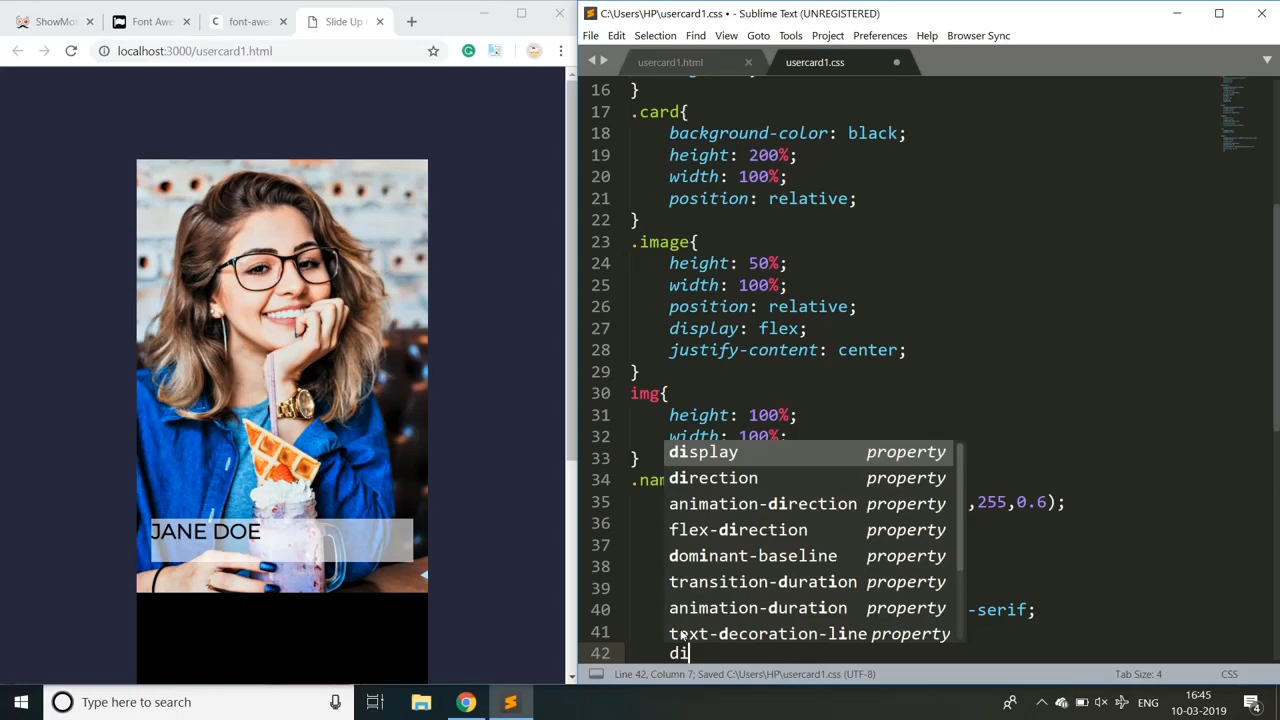 ShowMo
Font Awe
font-awe
Slide Up
localhost:3000/usercard1.html
JANE DOE
C:\Users\HP\usercard1.css • - Sublime Text (UNREGISTERED)
File Edit Selection Find View Goto Tools Project Preferences Help Browser Sync
usercard1.html
usercard1.css
16 }
17 .card{
18 background-color: black;
19 height: 200%;
20 width: 100%;
21 position: relative;
22 }
23 .image{
24 height: 50%;
25 width: 100%;
26 position: relative;
27 display: flex;
28 justify-content: center;
29 }
30 img{
31 height: 100%;
32 width: 100%;
33 }
34 .nam
35 ,255,0.6);
36
37
38
39
40 -serif;
41
42 di
display property
direction property
animation-direction property
flex-direction property
dominant-baseline property
transition-duration property
animation-duration property
text-decoration-line property
Line 42, Column 7; Saved C:\Users\HP\usercard1.css (UTF-8)
Tab Size: 4
CSS
Type here to search
ENG
16:45
10-03-2019
4